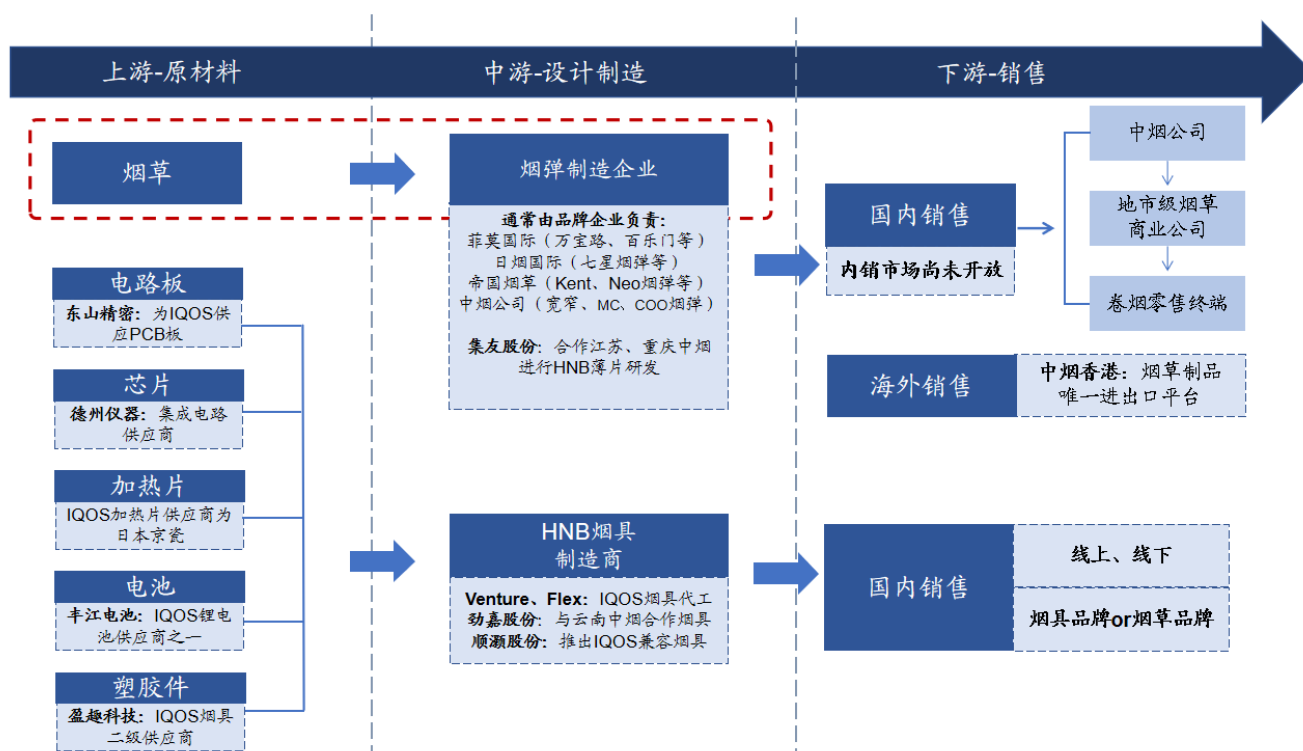 上游-原材料
中游-设计制造
下游-销售
烟草
电路板
东山精密：为IQOS供
应PCB板
芯片
德州仪器：集成电路
供应商
加热片
IQOS加热片供应商为
日本京瓷
电池
丰江电池：IQOS锂电
池供应商之一
塑胶件
盈趣科技：IQOS烟具
二级供应商
烟弹制造企业
通常由品牌企业负责：
菲莫国际（万宝路、百乐门等）
日烟国际（七星烟弹等）
帝国烟草（Kent、Neo烟弹等）
中烟公司（宽窄、MC、COO烟弹）
集友股份：合作江苏、重庆中烟
进行HNB薄片研发
HNB烟具
制造商
Venture、Flex：IQOS烟具代工
劲嘉股份：与云南中烟合作烟具
顺灏股份：推出IQOS兼容烟具
国内销售
内销市场尚未开放
中烟公司
地市级烟草
商业公司
卷烟零售终端
海外销售
中烟香港：烟草制品
唯一进出口平台
国内销售
线上、线下
烟具品牌or烟草品牌